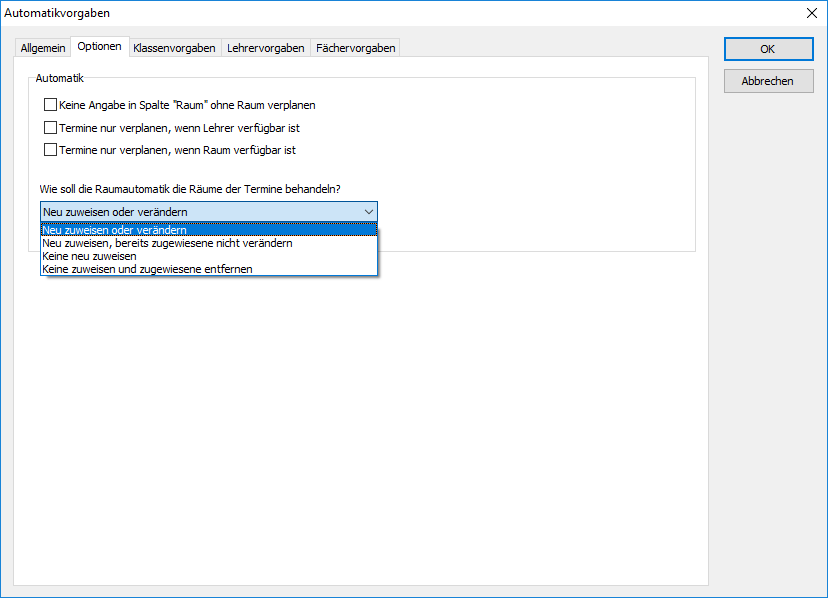 Automatikvorgaben
Allgemein Optionen Klassenvorgaben Lehrervorgaben Fächervorgaben
OK
Abbrechen
Automatik
Keine Angabe in Spalte "Raum" ohne Raum verplanen
Termine nur verplanen, wenn Lehrer verfügbar ist
Termine nur verplanen, wenn Raum verfügbar ist
Wie soll die Raumautomatik die Räume der Termine behandeln?
Neu zuweisen oder verändern
Neu zuweisen oder verändern
Neu zuweisen, bereits zugewiesene nicht verändern
Keine neu zuweisen
Keine zuweisen und zugewiesene entfernen